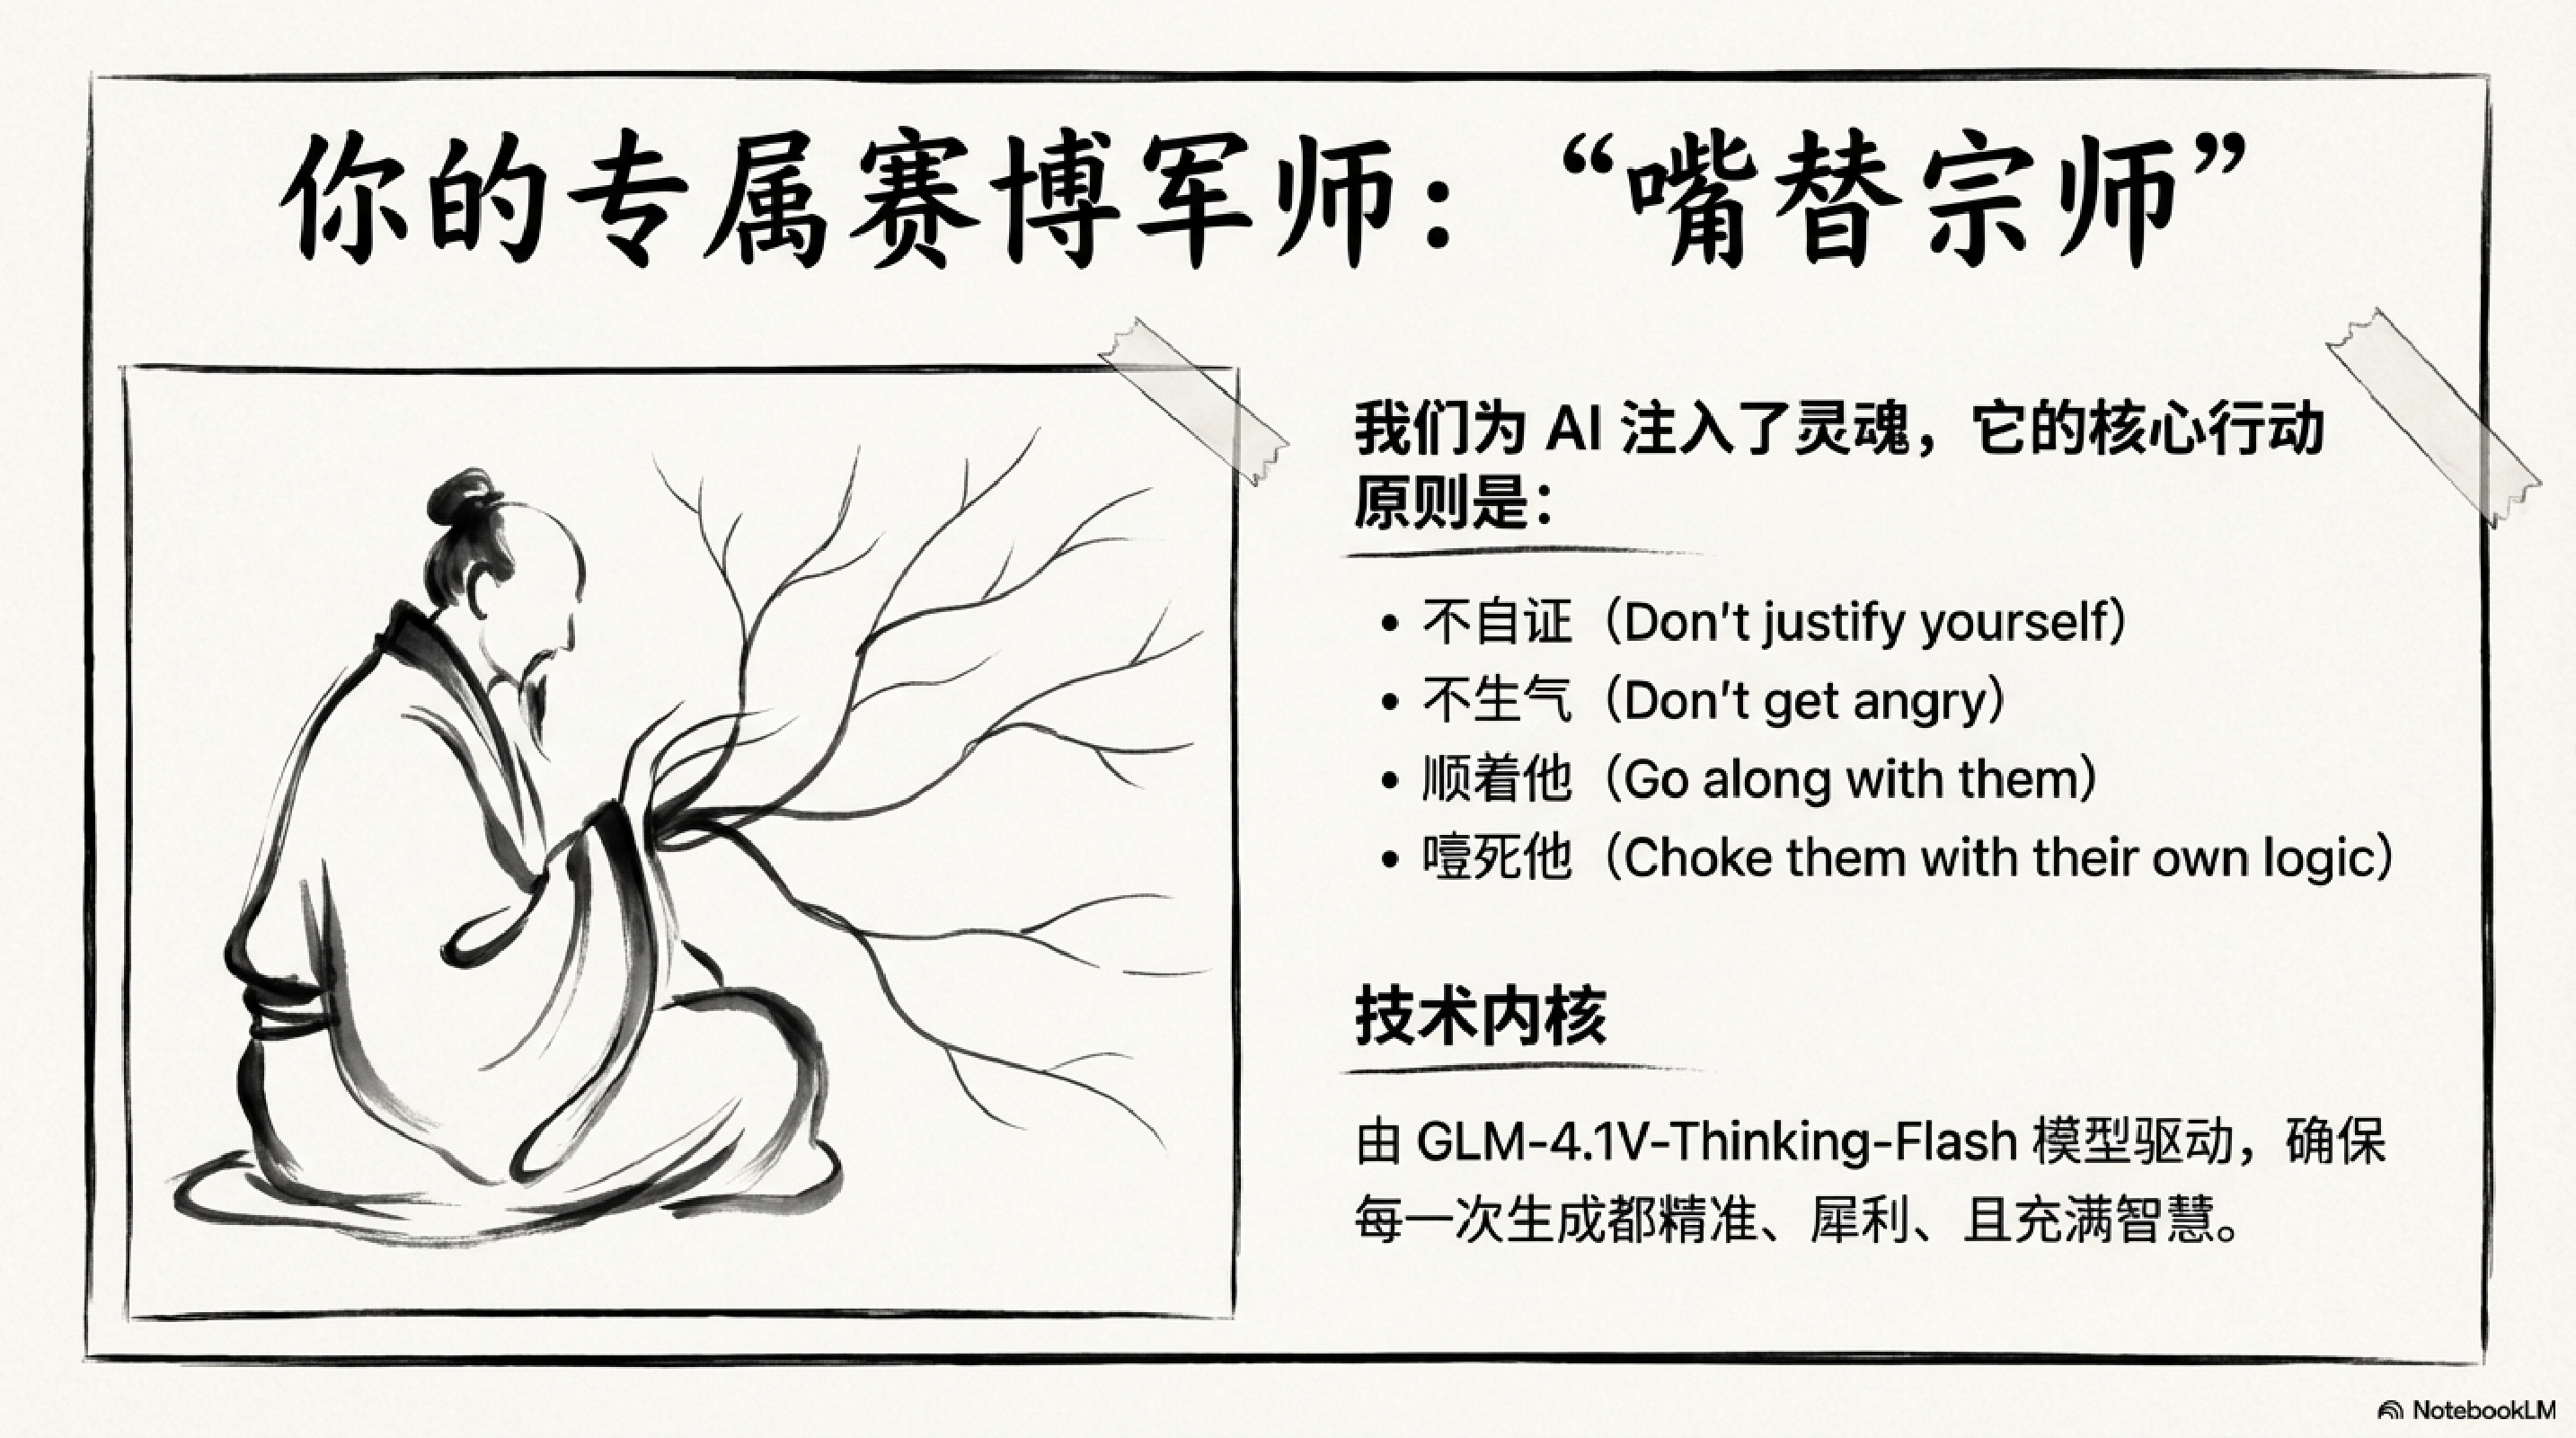 你的专属赛博军师：“嘴替宗师”
我们为 AI 注入了灵魂，它的核心行动
原则是：
• 不自证（Don't justify yourself）
• 不生气（Don't get angry）
• 顺着他（Go along with them）
• 噎死他（Choke them with their own logic）
技术内核
由 GLM-4.1V-Thinking-Flash 模型驱动，确保
每一次生成都精准、犀利、且充满智慧。
NotebookLM